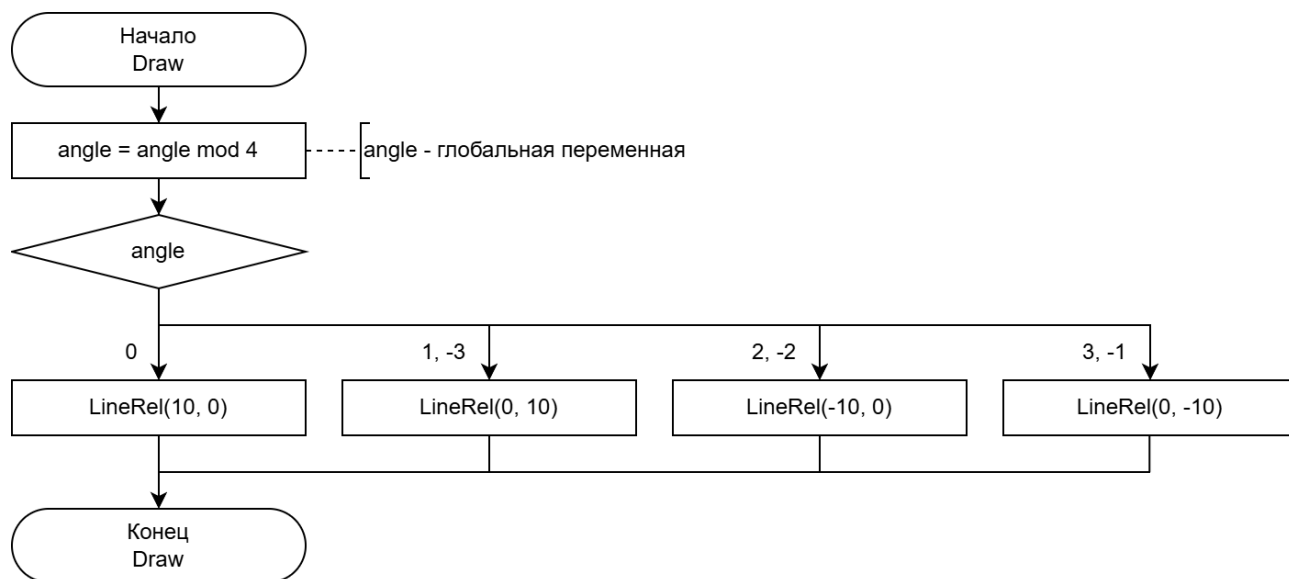 Начало
Draw
angle = angle mod 4
angle - глобальная переменная
angle
0
1, -3
2, -2
3, -1
LineRel(10, 0)
LineRel(0, 10)
LineRel(-10, 0)
LineRel(0, -10)
Конец
Draw